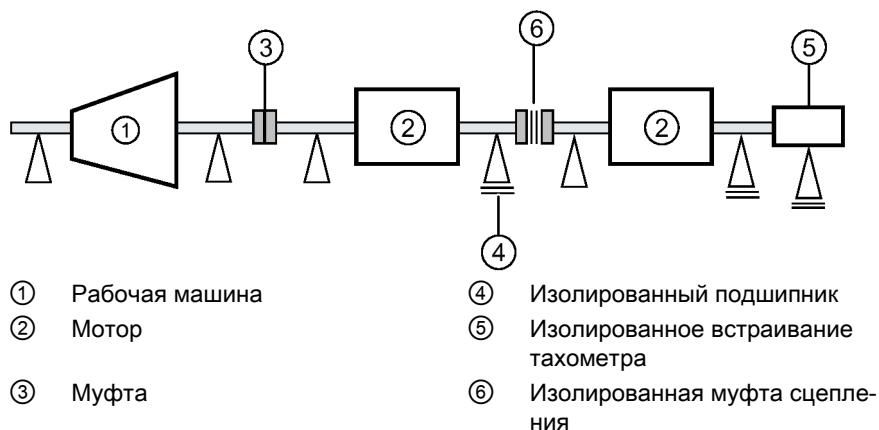 ③
⑥
⑤
①
②
②
④
① Рабочая машина
② Мотор
③ Муфта
④ Изолированный подшипник
⑤ Изолированное встраивание
тахометра
⑥ Изолированная муфта сцепле-
ния